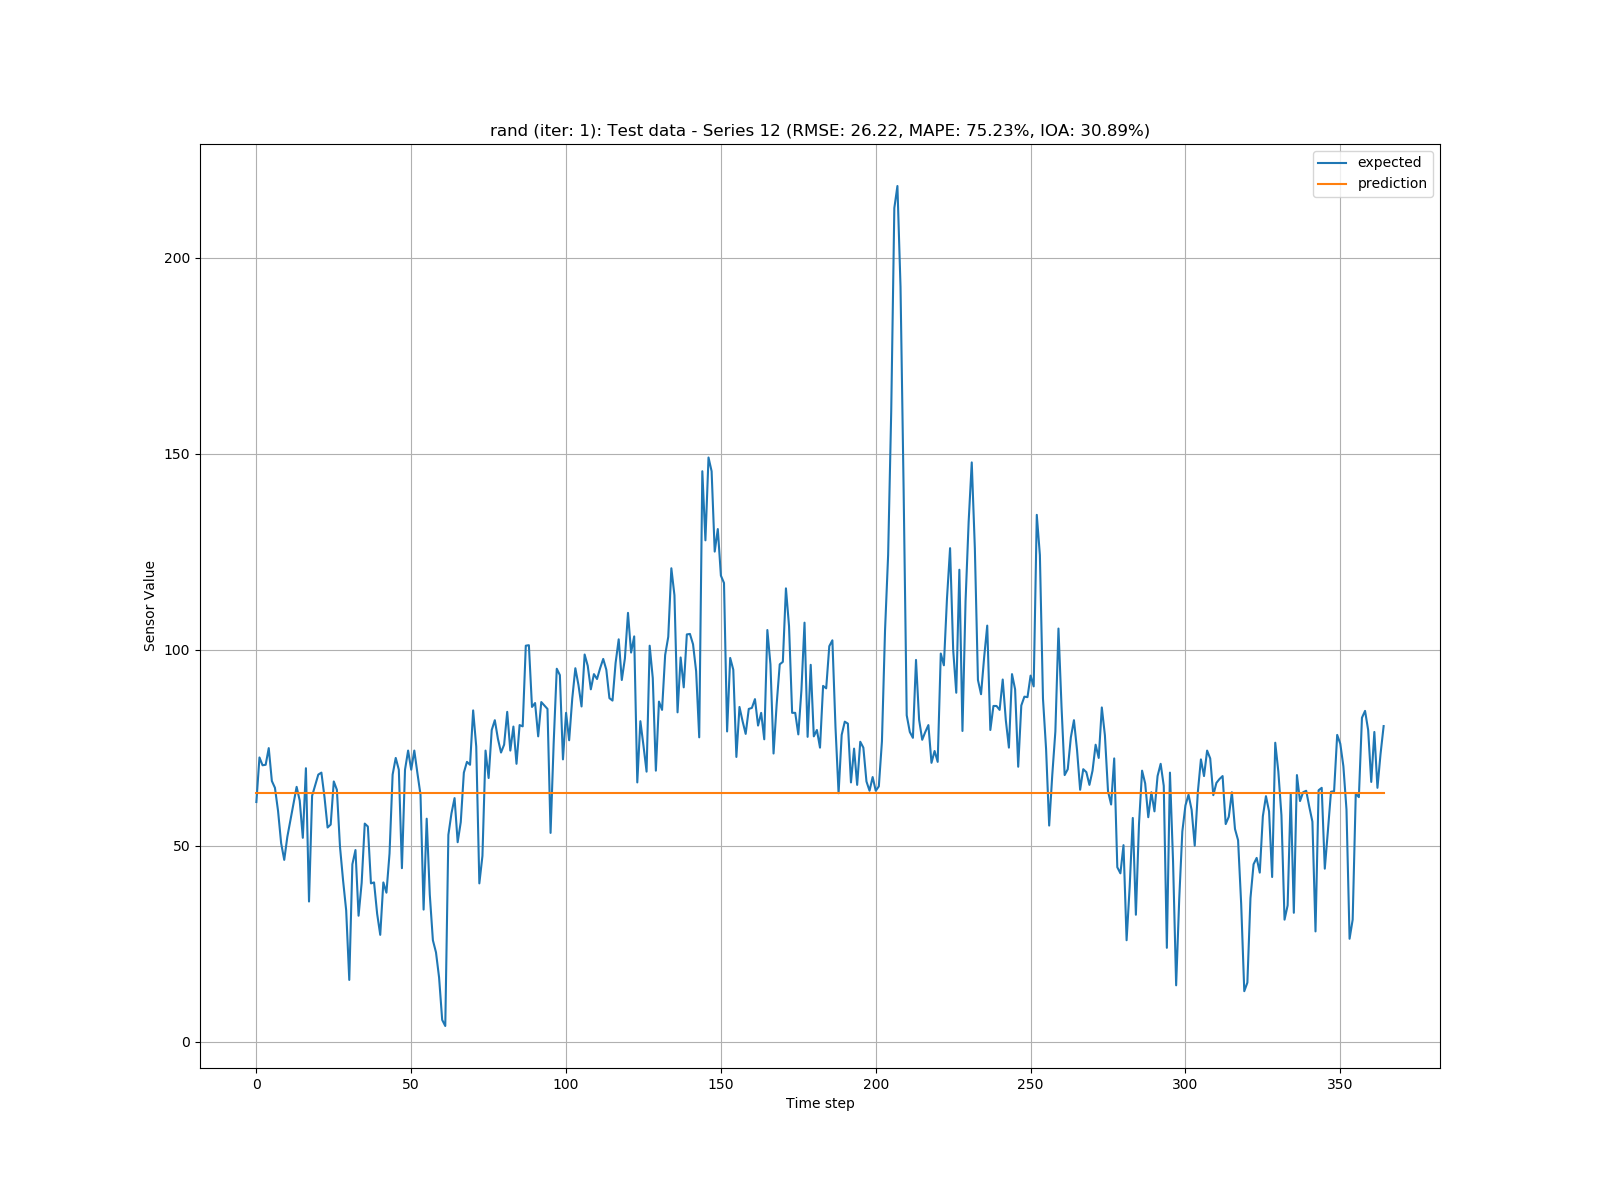 rand (iter: 1): Test data - Series 12 (RMSE: 26.22, MAPE: 75.23%, IOA: 30.89%)
expected
prediction
Sensor Value
200
150
100
50
0
0 50 100 150 200 250 300 350
Time step